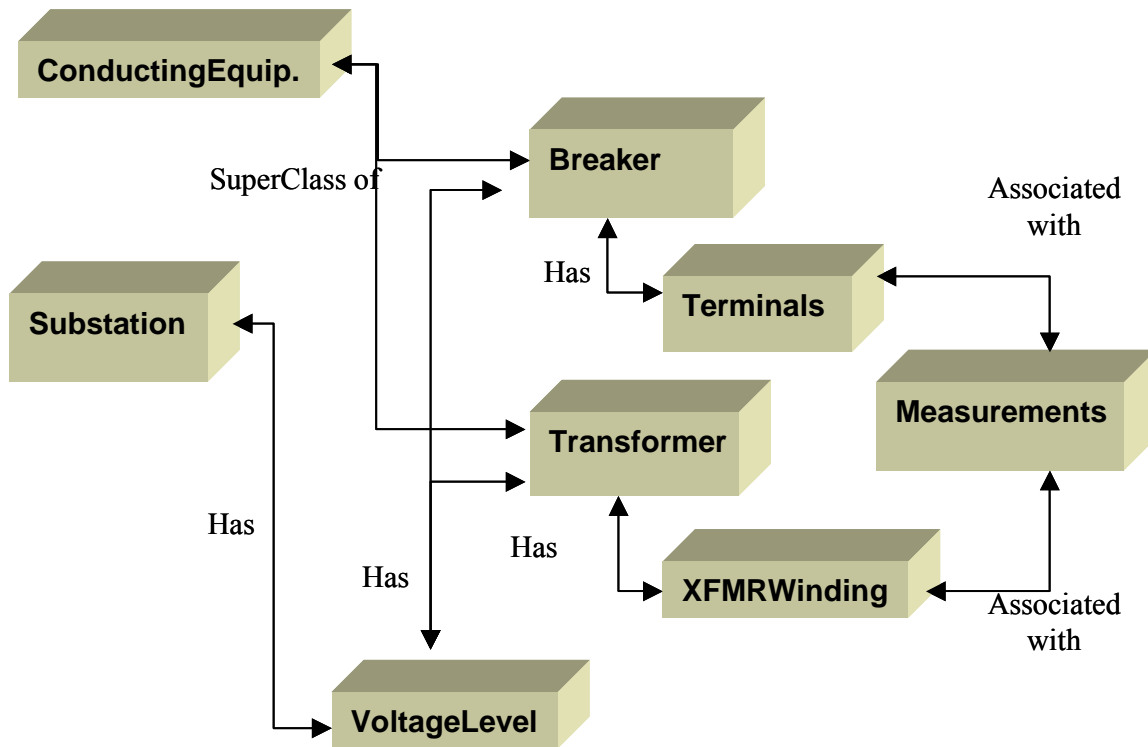 ConductingEquip.
Breaker
SuperClass of
Associated
with
Has
Terminals
Substation
Measurements
Transformer
Has
Has
Has
XFMRWinding
Associated
with
VoltageLevel